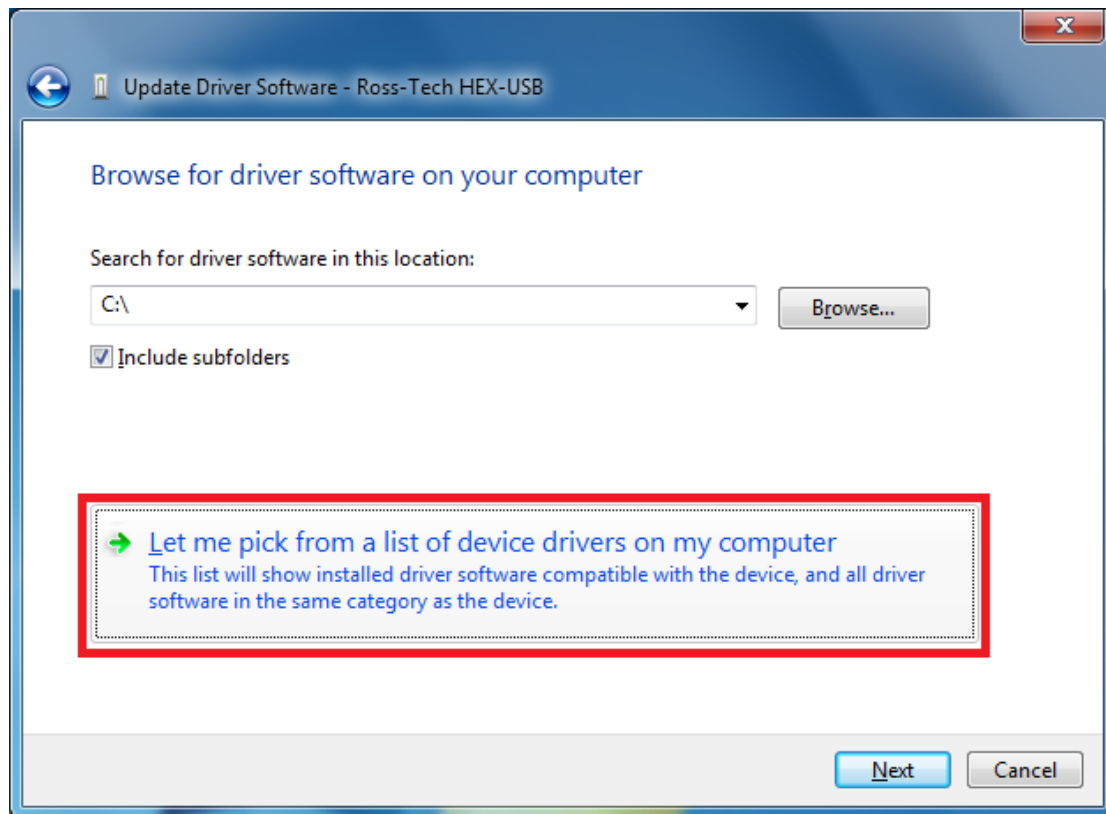 Update Driver Software - Ross-Tech HEX-USB
Browse for driver software on your computer
Search for driver software in this location:
C:\
Browse...
Include subfolders
Let me pick from a list of device drivers on my computer
This list will show installed driver software compatible with the device, and all driver
software in the same category as the device.
Next
Cancel